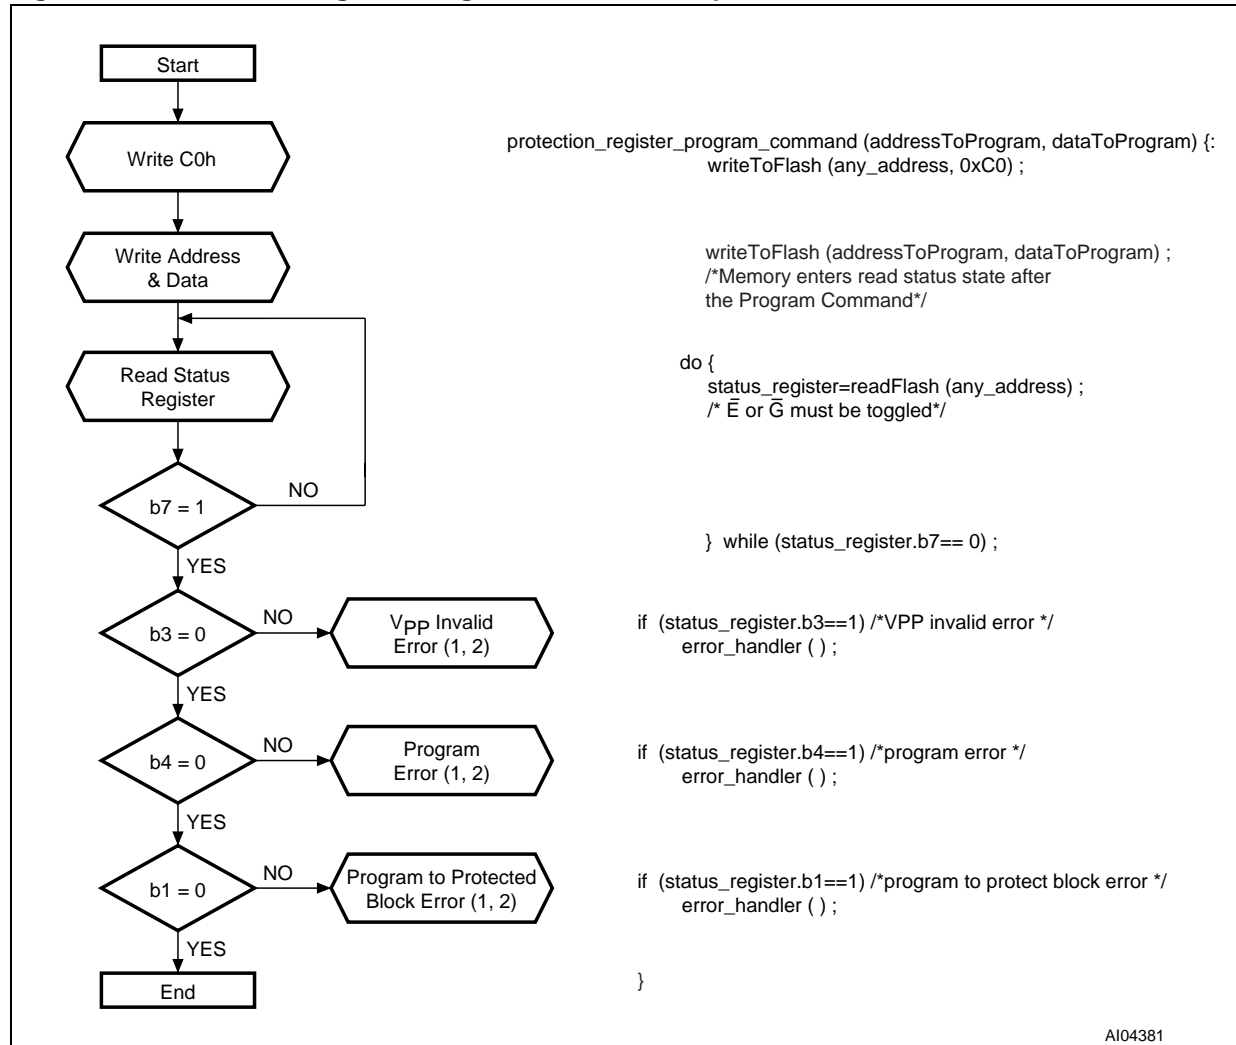 Start
Write C0h
protection_register_program_command (addressToProgram, dataToProgram) {:
writeToFlash (any_address, 0xC0) ;
Write Address
& Data
writeToFlash (addressToProgram, dataToProgram) ;
/*Memory enters read status state after
the Program Command*/
Read Status
Register
do {
status_register=readFlash (any_address) ;
/* E̅ or G̅ must be toggled*/
b7 = 1
NO
} while (status_register.b7== 0) ;
YES
b3 = 0
NO
VPP Invalid
Error (1, 2)
if (status_register.b3==1) /*VPP invalid error */
error_handler ( ) ;
YES
b4 = 0
NO
Program
Error (1, 2)
if (status_register.b4==1) /*program error */
error_handler ( ) ;
YES
b1 = 0
NO
Program to Protected
Block Error (1, 2)
if (status_register.b1==1) /*program to protect block error */
error_handler ( ) ;
YES
End
}
AI04381